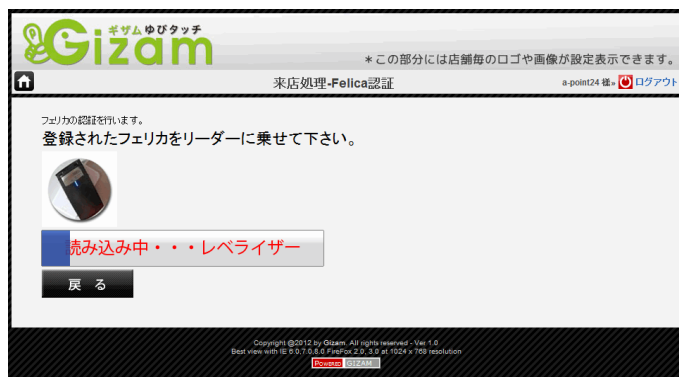 ギザム ゆびタッチ
Gizam
*この部分には店舗毎のロゴや画像が設定表示できます。
来店処理-Felica認証
a-point24 様» ログアウト
フェリカの認証を行います。
登録されたフェリカをリーダーに乗せて下さい。
読み込み中・・・レベライザー
戻 る
Copyright @2012 by Gizam. All rights reserved - Ver 1.0
Best view with IE 6.0.7.0.8.0 FireFox 2.0, 3.0 at 1024 x 768 resolution
POWERED GIZAM